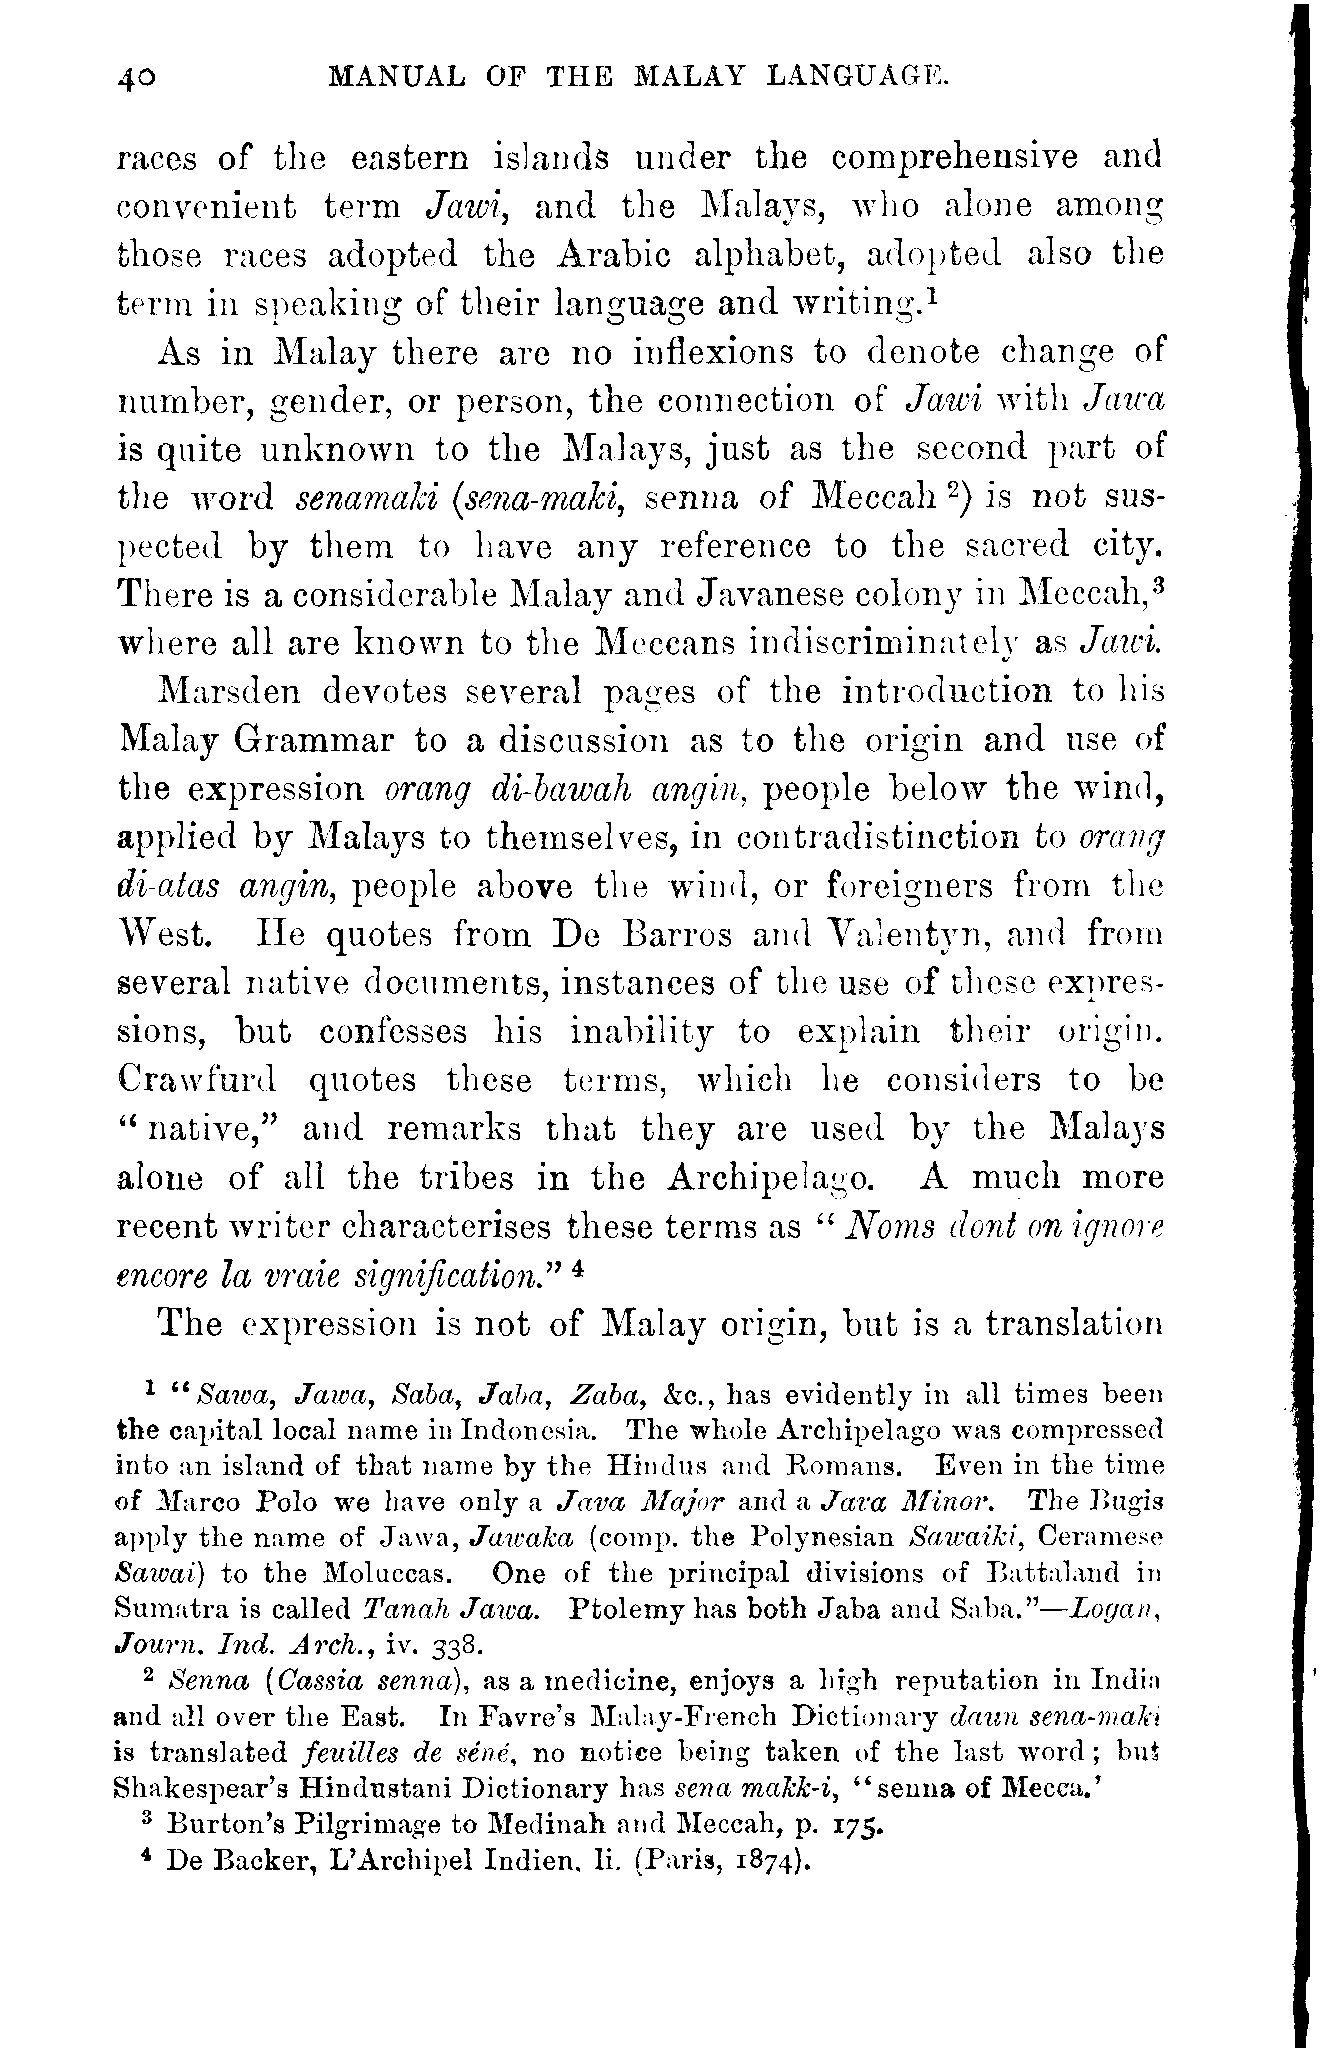 40 MANUAL OF THE MALAY LANGUAGE.
races of the eastern islands under the comprehensive and
convenient term Jawi, and the Malays, who alone among
those races adopted the Arabic alphabet, adopted also the
term in speaking of their language and writing.¹
As in Malay there are no inflexions to denote change of
number, gender, or person, the connection of Jawi with Jawa
is quite unknown to the Malays, just as the second part of
the word senamaki (sena-maki, senna of Meccah ²) is not sus-
pected by them to have any reference to the sacred city.
There is a considerable Malay and Javanese colony in Meccah,³
where all are known to the Meccans indiscriminately as Jawi.
Marsden devotes several pages of the introduction to his
Malay Grammar to a discussion as to the origin and use of
the expression orang di-bawah angin, people below the wind,
applied by Malays to themselves, in contradistinction to orang
di-atas angin, people above the wind, or foreigners from the
West. He quotes from De Barros and Valentyn, and from
several native documents, instances of the use of these expres-
sions, but confesses his inability to explain their origin.
Crawfurd quotes these terms, which he considers to be
“ native,” and remarks that they are used by the Malays
alone of all the tribes in the Archipelago. A much more
recent writer characterises these terms as “ Noms dont on ignore
encore la vraie signification.” ⁴
The expression is not of Malay origin, but is a translation
¹ “ Sawa, Jawa, Saba, Jaba, Zaba, &c., has evidently in all times been
the capital local name in Indonesia. The whole Archipelago was compressed
into an island of that name by the Hindus and Romans. Even in the time
of Marco Polo we have only a Java Major and a Java Minor. The Bugis
apply the name of Jawa, Jawaka (comp. the Polynesian Sawaiki, Ceramese
Sawai) to the Moluccas. One of the principal divisions of Battaland in
Sumatra is called Tanah Jawa. Ptolemy has both Jaba and Saba.”—Logan,
Journ. Ind. Arch., iv. 338.
² Senna (Cassia senna), as a medicine, enjoys a high reputation in India
and all over the East. In Favre’s Malay-French Dictionary daun sena-maki
is translated feuilles de séné, no notice being taken of the last word; but
Shakespear’s Hindustani Dictionary has sena makk-i, “senna of Mecca.’
³ Burton’s Pilgrimage to Medinah and Meccah, p. 175.
⁴ De Backer, L’Archipel Indien. li. (Paris, 1874).